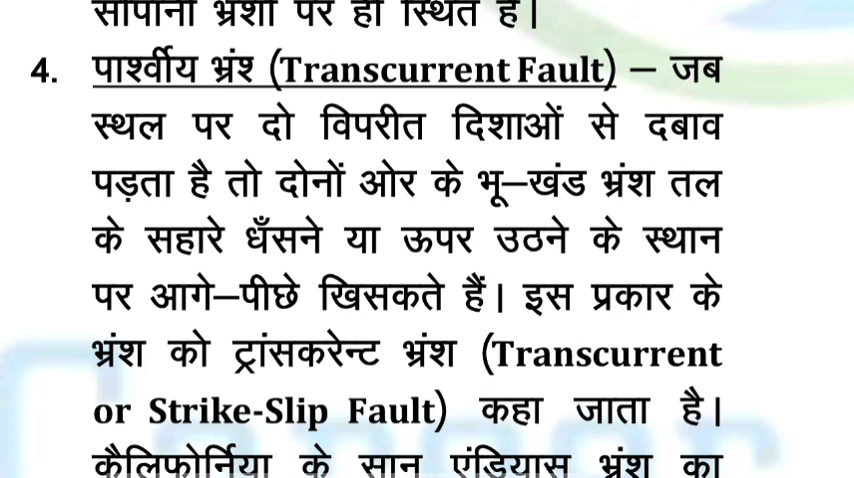 सोपानी भ्रंशों पर ही स्थित हैं।
4. पार्श्वीय भ्रंश (Transcurrent Fault) – जब
स्थल पर दो विपरीत दिशाओं से दबाव
पड़ता है तो दोनों ओर के भू–खंड भ्रंश तल
के सहारे धँसने या ऊपर उठने के स्थान
पर आगे–पीछे खिसकते हैं। इस प्रकार के
भ्रंश को ट्रांसकरेन्ट भ्रंश (Transcurrent
or Strike-Slip Fault) कहा जाता है।
कैलिफोर्निया के सान एंड्रियास भ्रंश का